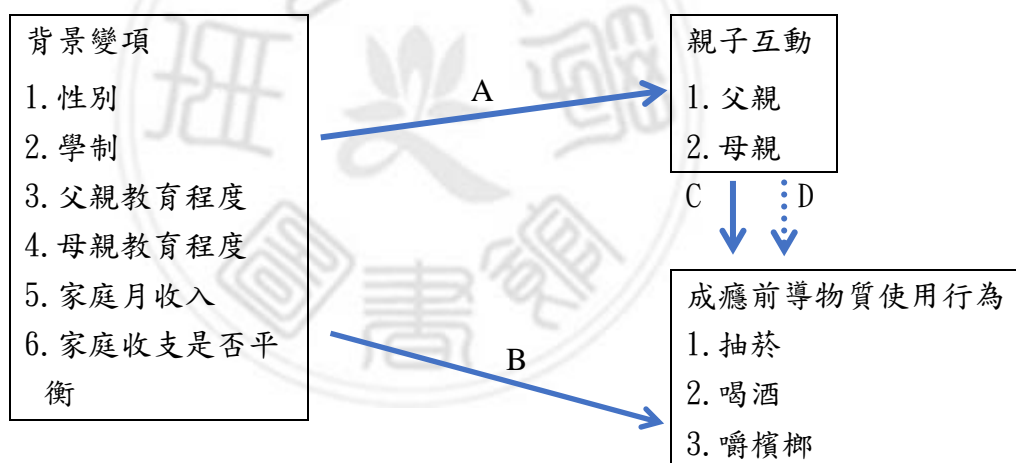 背景變項
1.性別
2.學制
3.父親教育程度
4.母親教育程度
5.家庭月收入
6.家庭收支是否平
衡
A
B
親子互動
1.父親
2.母親
C
D
成癮前導物質使用行為
1.抽菸
2.喝酒
3.嚼檳榔